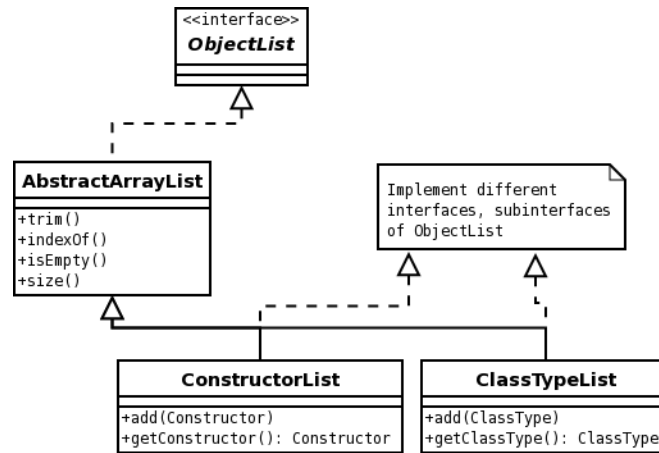 <<interface>>
ObjectList
AbstractArrayList
+trim()
+indexOf()
+isEmpty()
+size()
Implement different
interfaces, subinterfaces
of ObjectList
ConstructorList
+add(Constructor)
+getConstructor(): Constructor
ClassTypeList
+add(ClassType)
+getClassType(): ClassType